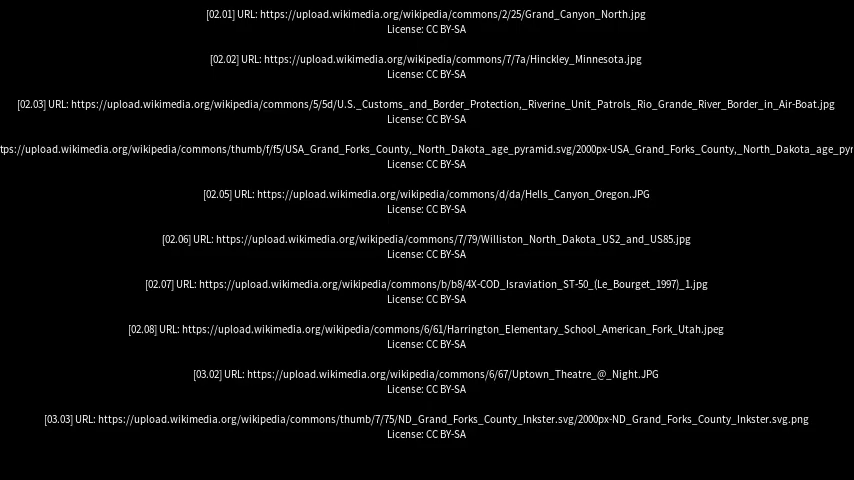 [02.01] URL: https://upload.wikimedia.org/wikipedia/commons/2/25/Grand_Canyon_North.jpg
License: CC BY-SA
[02.02] URL: https://upload.wikimedia.org/wikipedia/commons/7/7a/Hinckley_Minnesota.jpg
License: CC BY-SA
[02.03] URL: https://upload.wikimedia.org/wikipedia/commons/5/5d/U.S._Customs_and_Border_Protection,_Riverine_Unit_Patrols_Rio_Grande_River_Border_in_Air-Boat.jpg
License: CC BY-SA
tps://upload.wikimedia.org/wikipedia/commons/thumb/f/f5/USA_Grand_Forks_County,_North_Dakota_age_pyramid.svg/2000px-USA_Grand_Forks_County,_North_Dakota_age_pyr
License: CC BY-SA
[02.05] URL: https://upload.wikimedia.org/wikipedia/commons/d/da/Hells_Canyon_Oregon.JPG
License: CC BY-SA
[02.06] URL: https://upload.wikimedia.org/wikipedia/commons/7/79/Williston_North_Dakota_US2_and_US85.jpg
License: CC BY-SA
[02.07] URL: https://upload.wikimedia.org/wikipedia/commons/b/b8/4X-COD_Israviation_ST-50_(Le_Bourget_1997)_1.jpg
License: CC BY-SA
[02.08] URL: https://upload.wikimedia.org/wikipedia/commons/6/61/Harrington_Elementary_School_American_Fork_Utah.jpeg
License: CC BY-SA
[03.02] URL: https://upload.wikimedia.org/wikipedia/commons/6/67/Uptown_Theatre_@_Night.JPG
License: CC BY-SA
[03.03] URL: https://upload.wikimedia.org/wikipedia/commons/thumb/7/75/ND_Grand_Forks_County_Inkster.svg/2000px-ND_Grand_Forks_County_Inkster.svg.png
License: CC BY-SA